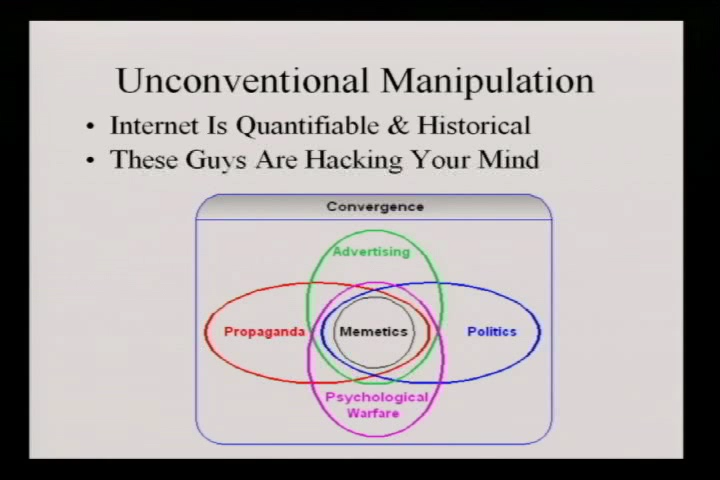 Unconventional Manipulation
• Internet Is Quantifiable & Historical
• These Guys Are Hacking Your Mind
Convergence
Advertising
Propaganda
Memetics
Politics
Psychological
Warfare